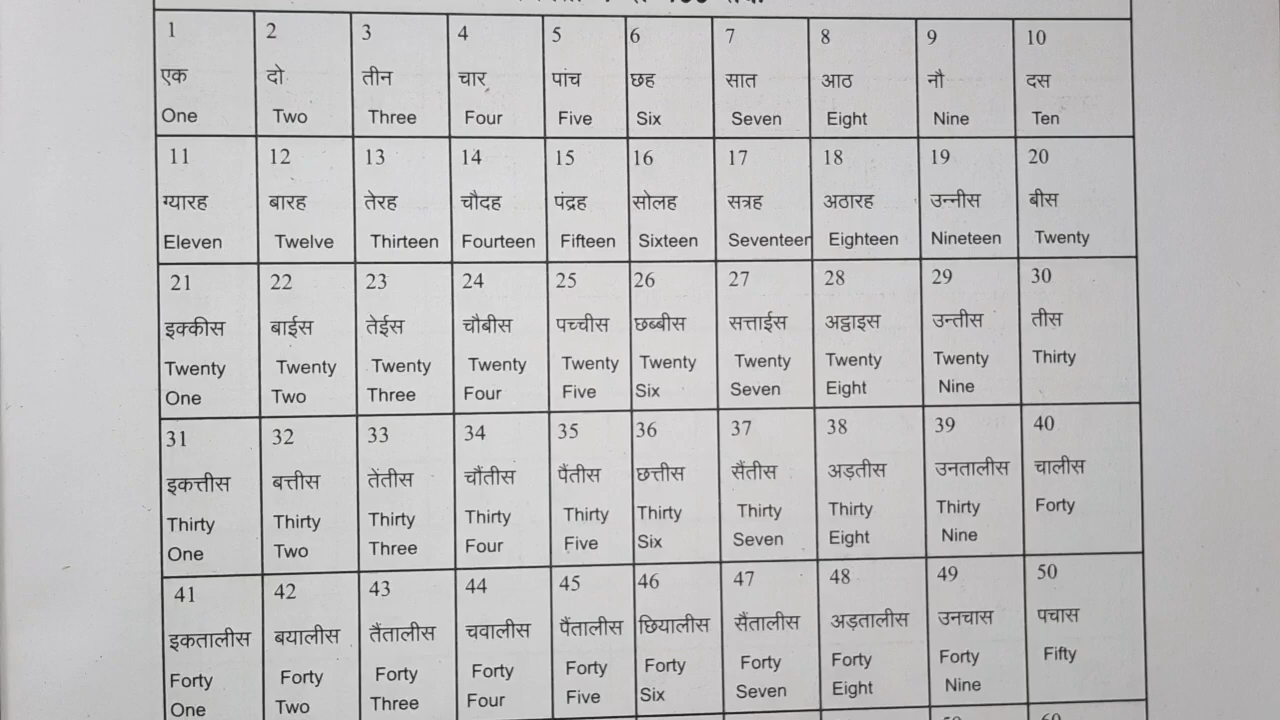 1 2 3 4 5 6 7 8 9 10
एक दो तीन चार पांच छह सात आठ नौ दस
One Two Three Four Five Six Seven Eight Nine Ten
11 12 13 14 15 16 17 18 19 20
ग्यारह बारह तेरह चौदह पंद्रह सोलह सत्रह अठारह उन्नीस बीस
Eleven Twelve Thirteen Fourteen Fifteen Sixteen Seventeen Eighteen Nineteen Twenty
21 22 23 24 25 26 27 28 29 30
इक्कीस बाईस तेईस चौबीस पच्चीस छब्बीस सत्ताईस अट्ठाइस उन्तीस तीस
Twenty Twenty Twenty Twenty Twenty Twenty Twenty Twenty Twenty Thirty
One Two Three Four Five Six Seven Eight Nine
31 32 33 34 35 36 37 38 39 40
इकत्तीस बत्तीस तेंतीस चौंतीस पैंतीस छत्तीस सैंतीस अड़तीस उनतालीस चालीस
Thirty Thirty Thirty Thirty Thirty Thirty Thirty Thirty Thirty Forty
One Two Three Four Five Six Seven Eight Nine
41 42 43 44 45 46 47 48 49 50
इकतालीस बयालीस तैंतालीस चवालीस पैंतालीस छियालीस सैंतालीस अड़तालीस उनचास पचास
Forty Forty Forty Forty Forty Forty Forty Forty Forty Fifty
One Two Three Four Five Six Seven Eight Nine